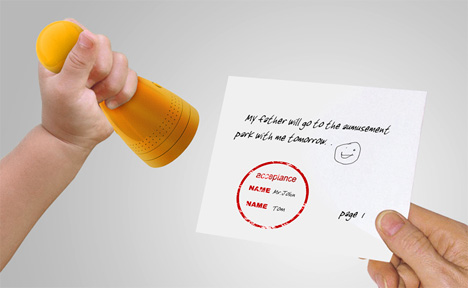 My father will go to the amusement
park with me tomorrow.
acceptance
NAME Mr.John
NAME Tom
page 1